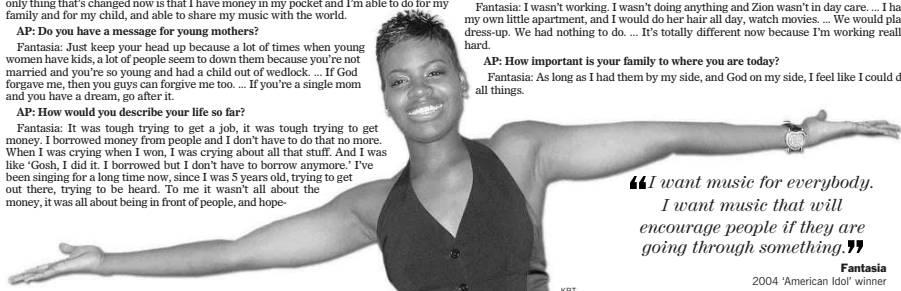 only thing that's changed now is that I have money in my pocket and I'm able to do for my
family and for my child, and able to share my music with the world.
AP: Do you have a message for young mothers?
Fantasia: Just keep your head up because a lot of times when young
women have kids, a lot of people seem to down them because you're not
married and you're so young and had a child out of wedlock. ... If God
forgave me, then you guys can forgive me too. ... If you're a single mom
and you have a dream, go after it.
AP: How would you describe your life so far?
Fantasia: It was tough trying to get a job, it was tough trying to get
money. I borrowed money from people and I don't have to do that no more.
When I was crying when I won, I was crying about all that stuff. And I was
like 'Gosh, I did it. I borrowed but I don't have to borrow anymore.' I've
been singing for a long time now, since I was 5 years old, trying to get
out there, trying to be heard. To me it wasn't all about the
money, it was all about being in front of people, and hope-
Fantasia: I wasn't working. I wasn't doing anything and Zion wasn't in day care. ... I ha
my own little apartment, and I would do her hair all day, watch movies. ... We would pla
dress-up. We had nothing to do. ... It's totally different now because I'm working reall
hard.
AP: How important is your family to where you are today?
Fantasia: As long as I had them by my side, and God on my side, I feel like I could d
all things.
"I want music for everybody.
I want music that will
encourage people if they are
going through something."
Fantasia
2004 'American Idol' winner
KRT